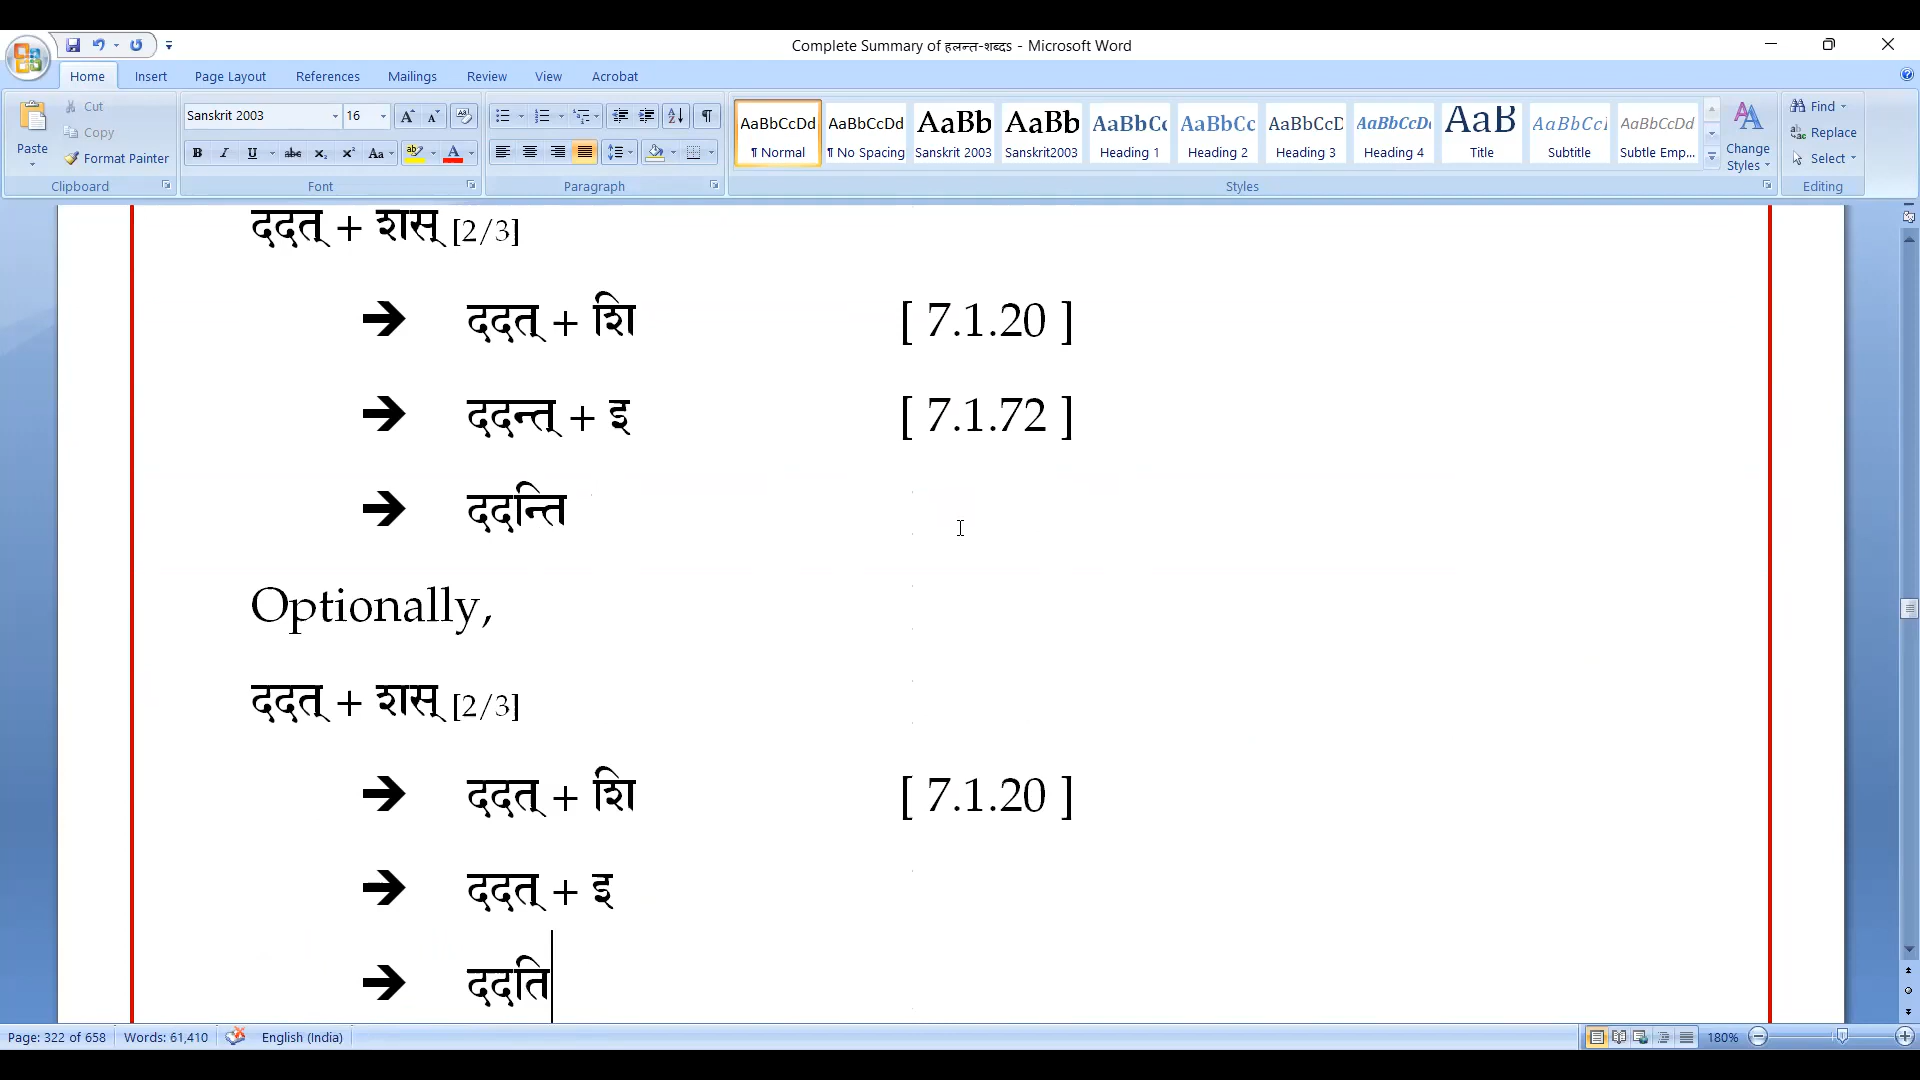 Complete Summary of हलन्त-शब्दs - Microsoft Word
Home Insert Page Layout References Mailings Review View Acrobat
Paste
Cut
Copy
Format Painter
Clipboard
Sanskrit 2003 16
Font
Paragraph
AaBbCcDd ¶ Normal
AaBbCcDd ¶ No Spacing
AaBb Sanskrit 2003
AaBb Sanskrit2003
AaBbCc Heading 1
AaBbCc Heading 2
AaBbCcD Heading 3
AaBbCcDc Heading 4
AaB Title
AaBbCcI Subtitle
AaBbCcDd Subtle Emp...
Change Styles
Styles
Find
Replace
Select
Editing
ददत् + शस् [2/3]
➔ ददत् + शि [ 7.1.20 ]
➔ ददन्त् + इ [ 7.1.72 ]
➔ ददन्ति
Optionally,
ददत् + शस् [2/3]
➔ ददत् + शि [ 7.1.20 ]
➔ ददत् + इ
➔ ददति
Page: 322 of 658 Words: 61,410 English (India) 180%